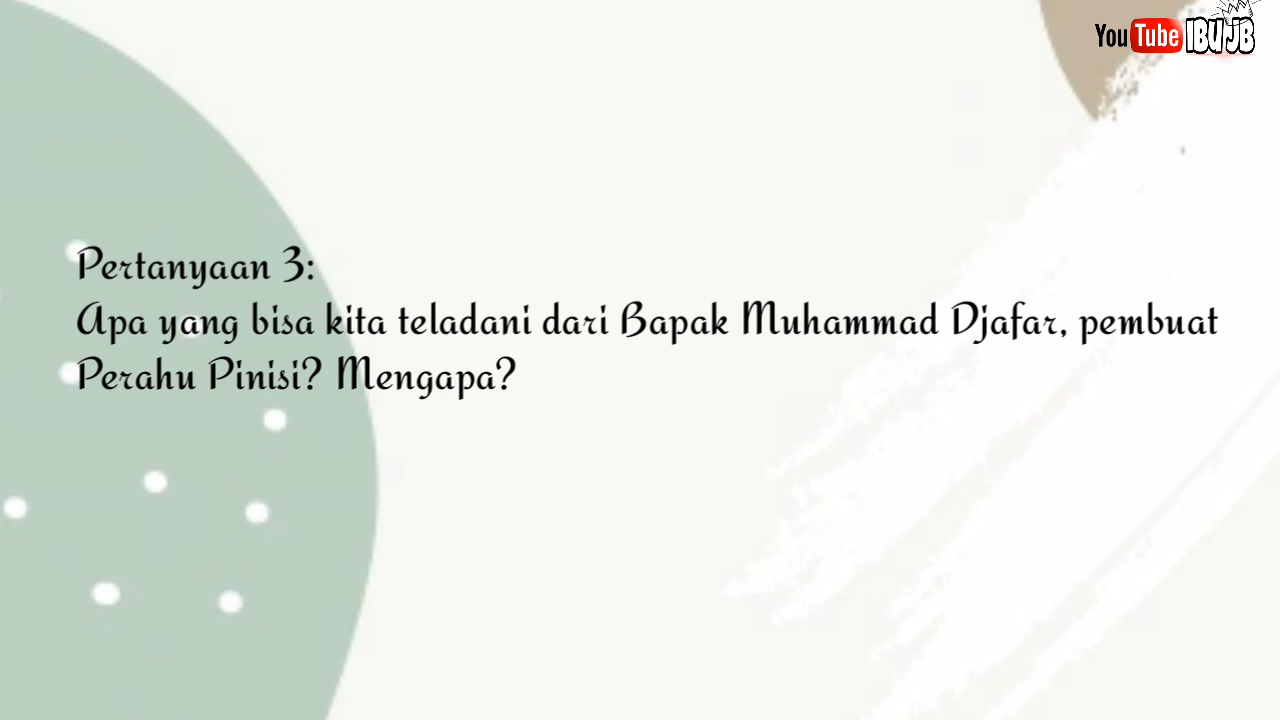 YouTube IBUJB
Pertanyaan 3:
Apa yang bisa kita teladani dari Bapak Muhammad Djafar, pembuat
Perahu Pinisi? Mengapa?